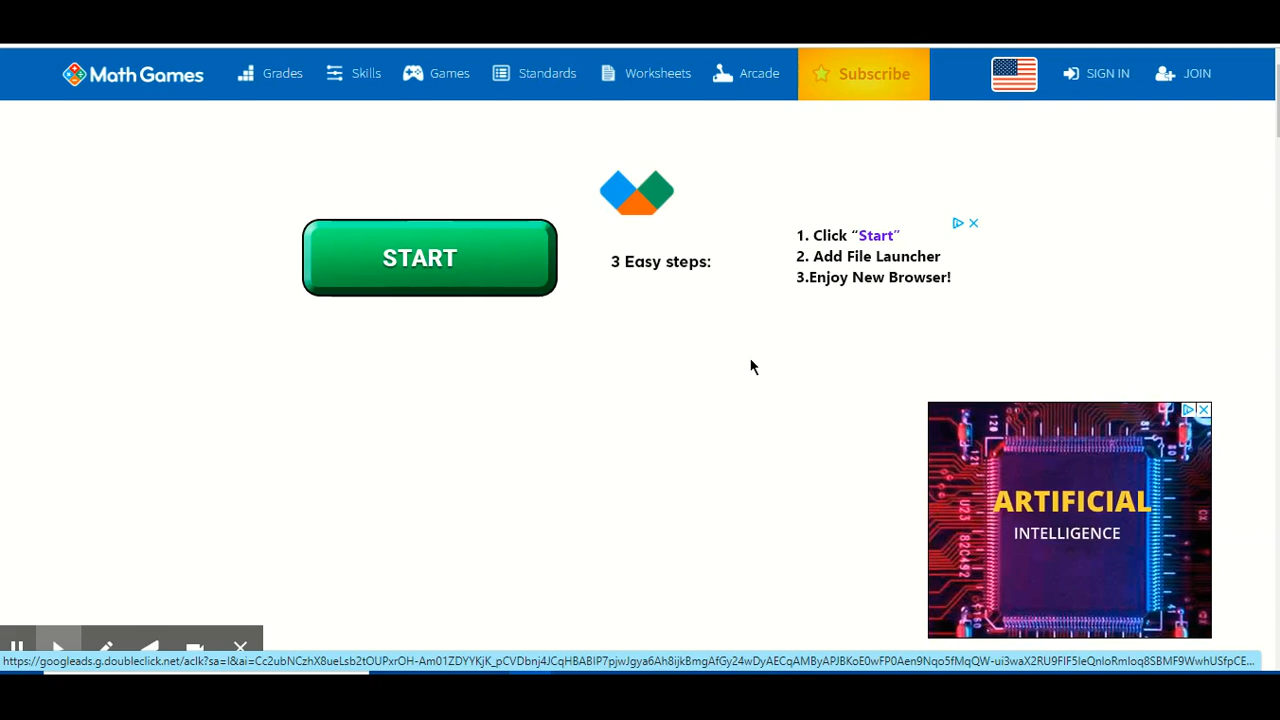 Math Games Grades Skills Games Standards Worksheets Arcade Subscribe SIGN IN JOIN
START
3 Easy steps:
1. Click “Start”
2. Add File Launcher
3.Enjoy New Browser!
ARTIFICIAL
INTELLIGENCE